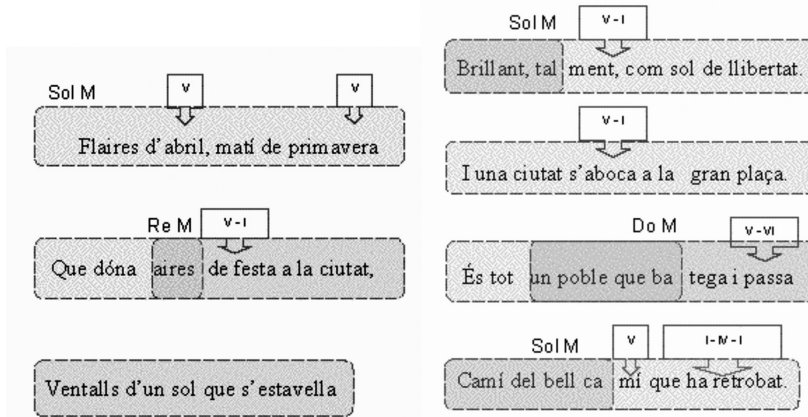 Sol M
V
V
Flaires d'abril, matí de primavera
Re M
V-I
Que dóna aires de festa a la ciutat,
Ventalls d'un sol que s'estavella
Sol M
V-I
Brillant, tal ment, com sol de llibertat.
V-I
I una ciutat s'aboca a la gran plaça.
Do M
V-VI
És tot un poble que ba tega i passa
Sol M
V
I-IV-I
Camí del bell ca mí que ha retrobat.